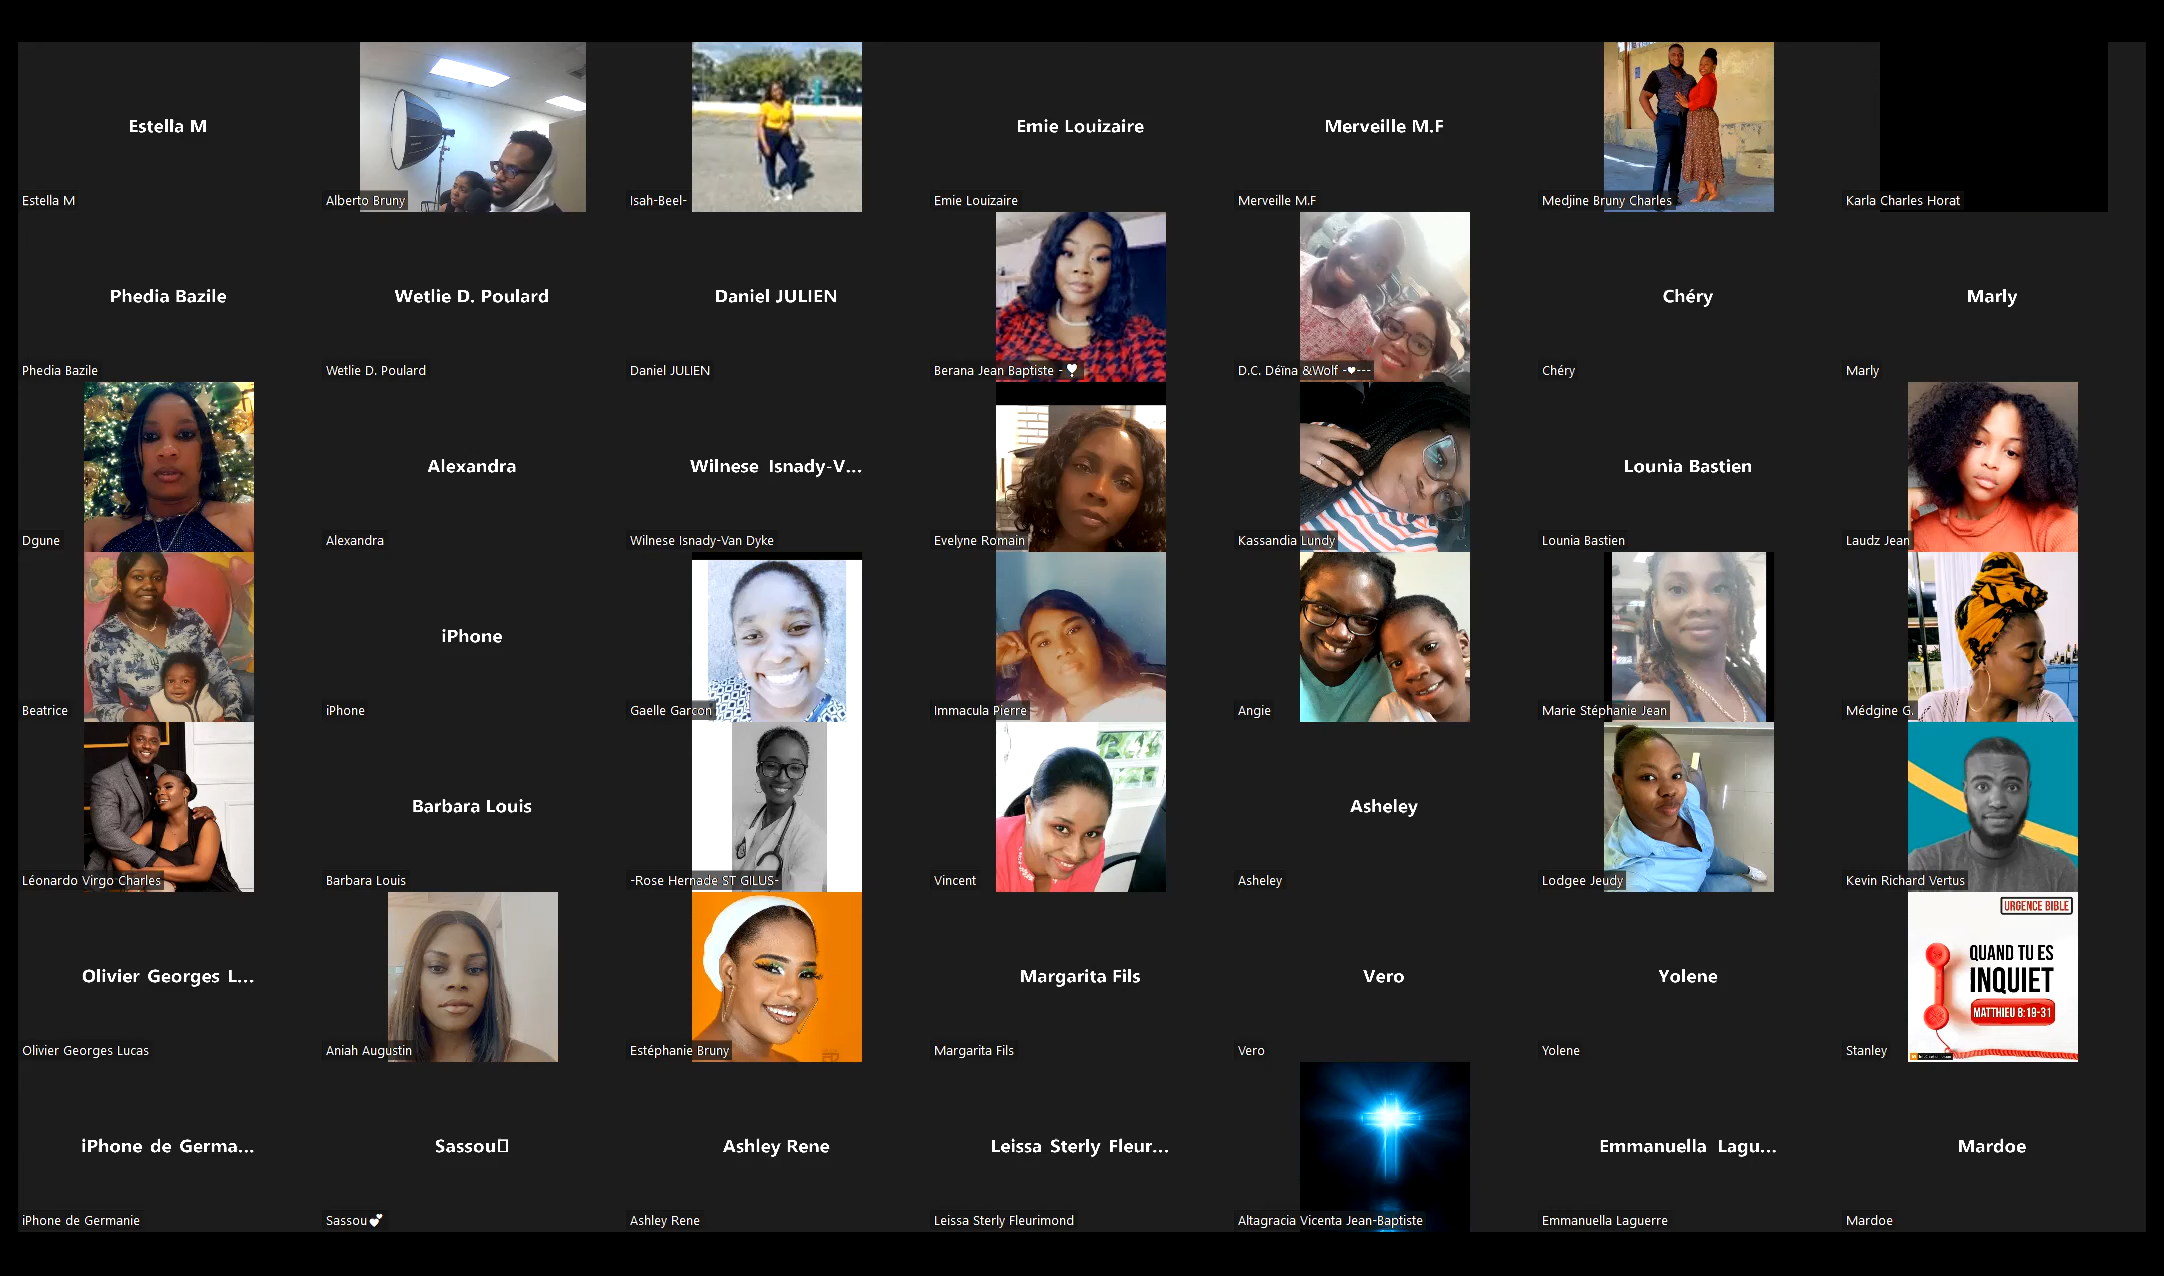 Estella M
Estella M
Alberto Bruny
Isah-Beel-
Emie Louizaire
Emie Louizaire
Merveille M.F
Merveille M.F
Medjine Bruny Charles
Karla Charles Horat
Phedia Bazile
Phedia Bazile
Wetlie D. Poulard
Wetlie D. Poulard
Daniel JULIEN
Daniel JULIEN
Berana Jean Baptiste -❣
D.C. Déïna &Wolf -♥---
Chéry
Chéry
Marly
Marly
Dgune
Alexandra
Alexandra
Wilnese Isnady-V...
Wilnese Isnady-Van Dyke
Evelyne Romain
Kassandia Lundy
Lounia Bastien
Lounia Bastien
Laudz Jean
Beatrice
iPhone
iPhone
Gaelle Garcon
Immacula Pierre
Angie
Marie Stéphanie Jean
Médgine G.
Léonardo Virgo Charles
Barbara Louis
Barbara Louis
-Rose Hernade ST GILUS-
Vincent
Asheley
Asheley
Lodgee Jeudy
Kevin Richard Vertus
Olivier Georges L...
Olivier Georges Lucas
Aniah Augustin
Estéphanie Bruny
Margarita Fils
Margarita Fils
Vero
Vero
Yolene
Yolene
URGENCE BIBLE
QUAND TU ES
INQUIET
MATTHIEU 8:19-31
Stanley
iPhone de Germa...
iPhone de Germanie
Sassou
Sassou💕
Ashley Rene
Ashley Rene
Leissa Sterly Fleur...
Leissa Sterly Fleurimond
Altagracia Vicenta Jean-Baptiste
Emmanuella Lagu...
Emmanuella Laguerre
Mardoe
Mardoe